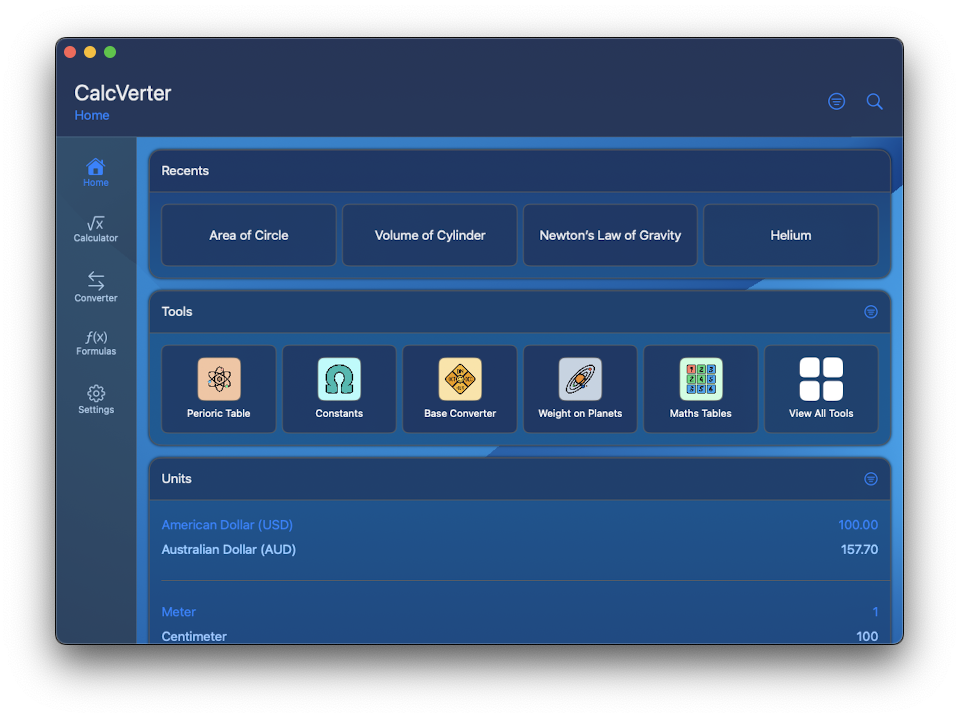 CalcVerter
Home
Home
Calculator
Converter
Formulas
Settings
Recents
Area of Circle
Volume of Cylinder
Newton's Law of Gravity
Helium
Tools
Perioric Table
Constants
Base Converter
Weight on Planets
Maths Tables
View All Tools
Units
American Dollar (USD) 100.00
Australian Dollar (AUD) 157.70
Meter 1
Centimeter 100